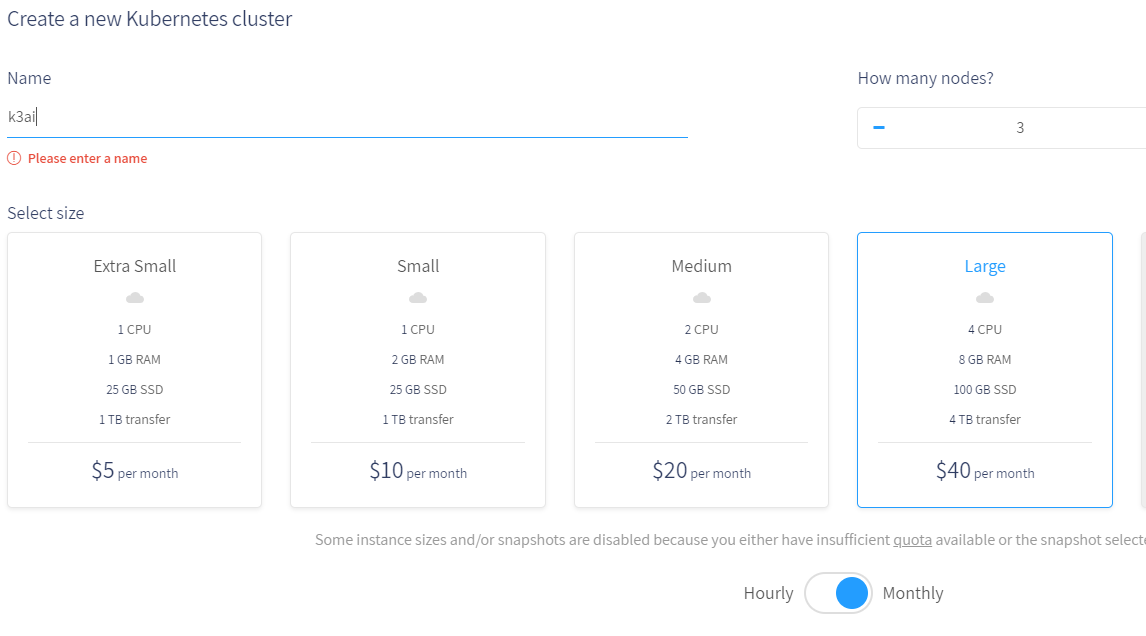 Create a new Kubernetes cluster
Name
How many nodes?
k3ai
3
Please enter a name
Select size
Extra Small
1 CPU
1 GB RAM
25 GB SSD
1 TB transfer
$5 per month
Small
1 CPU
2 GB RAM
25 GB SSD
1 TB transfer
$10 per month
Medium
2 CPU
4 GB RAM
50 GB SSD
2 TB transfer
$20 per month
Large
4 CPU
8 GB RAM
100 GB SSD
4 TB transfer
$40 per month
Some instance sizes and/or snapshots are disabled because you either have insufficient quota available or the snapshot selecte
Hourly
Monthly